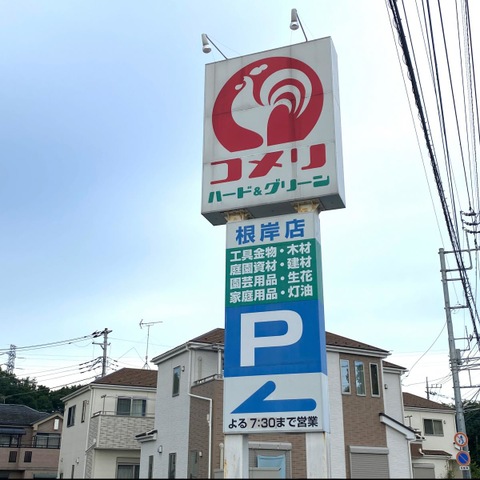 コメリ
ハード&グリーン
根岸店
工具金物・木材
庭園資材・建材
園芸用品・生花
家庭用品・灯油
P
よる7:30まで営業